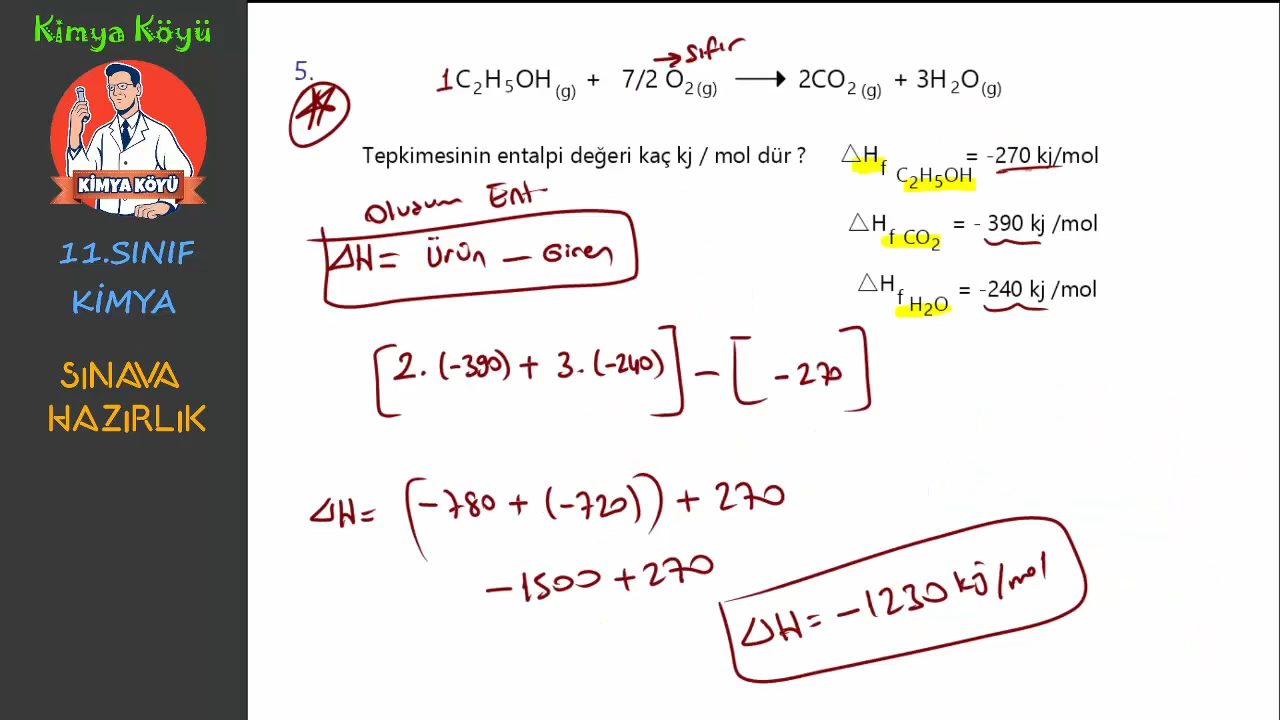 Kimya Köyü
KİMYA KÖYÜ
11.SINIF
KİMYA
SINAVA
HAZIRLIK
5.
→ Sıfır
1C₂H₅OH(g) + 7/2 O₂(g) ⟶ 2CO₂(g) + 3H₂O(g)
Tepkimesinin entalpi değeri kaç kj / mol dür ?
△Hf C₂H₅OH = -270 kj/mol
△Hf CO₂ = - 390 kj /mol
△Hf H₂O = -240 kj /mol
Oluşum Ent
ΔH = Ürün – Giren
[2. (-390) + 3. (-240)] – [-270]
ΔH = (-780 + (-720)) + 270
-1500 + 270
ΔH = -1230 kj/mol